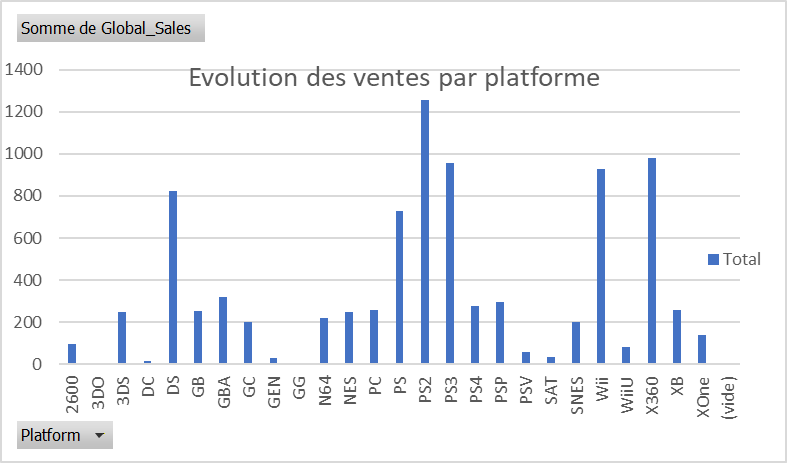 Somme de Global_Sales
Evolution des ventes par platforme
1400
1200
1000
800
600
400
200
0
2600
3DO
3DS
DC
DS
GB
GBA
GC
GEN
GG
N64
NES
PC
PS
PS2
PS3
PS4
PSP
PSV
SAT
SNES
Wii
WiiU
X360
XB
XOne
(vide)
Total
Platform